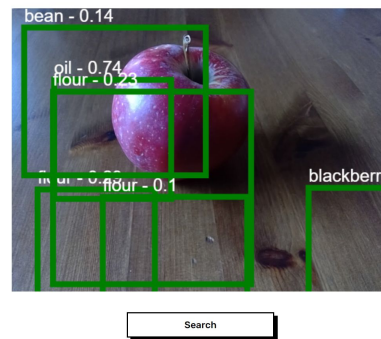 bean - 0.14
oil - 0.74
flour - 0.23
flour - 0.1
blackberr
Search